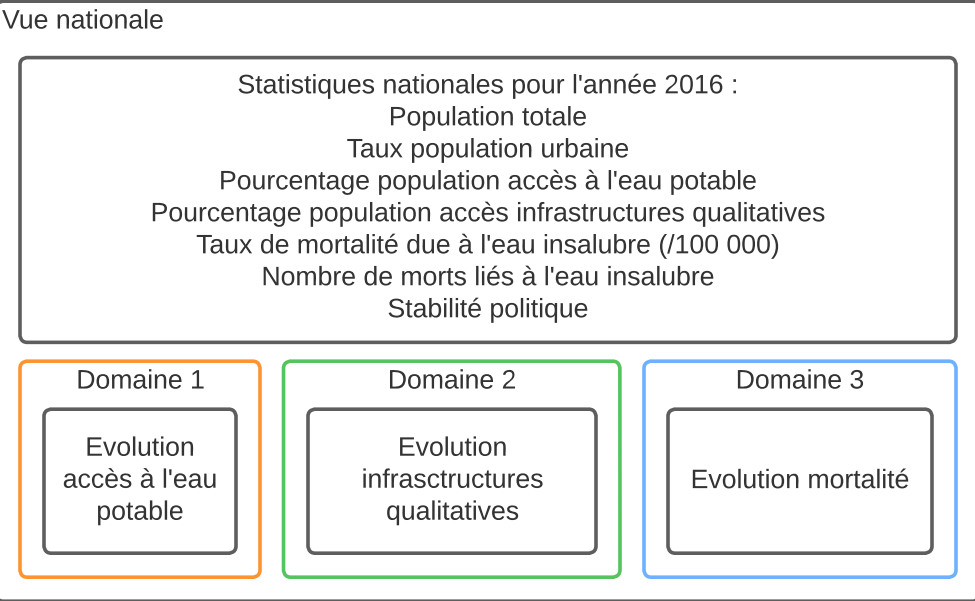 Vue nationale
Statistiques nationales pour l'année 2016 :
Population totale
Taux population urbaine
Pourcentage population accès à l'eau potable
Pourcentage population accès infrastructures qualitatives
Taux de mortalité due à l'eau insalubre (/100 000)
Nombre de morts liés à l'eau insalubre
Stabilité politique
Domaine 1
Evolution
accès à l'eau
potable
Domaine 2
Evolution
infrasctructures
qualitatives
Domaine 3
Evolution mortalité